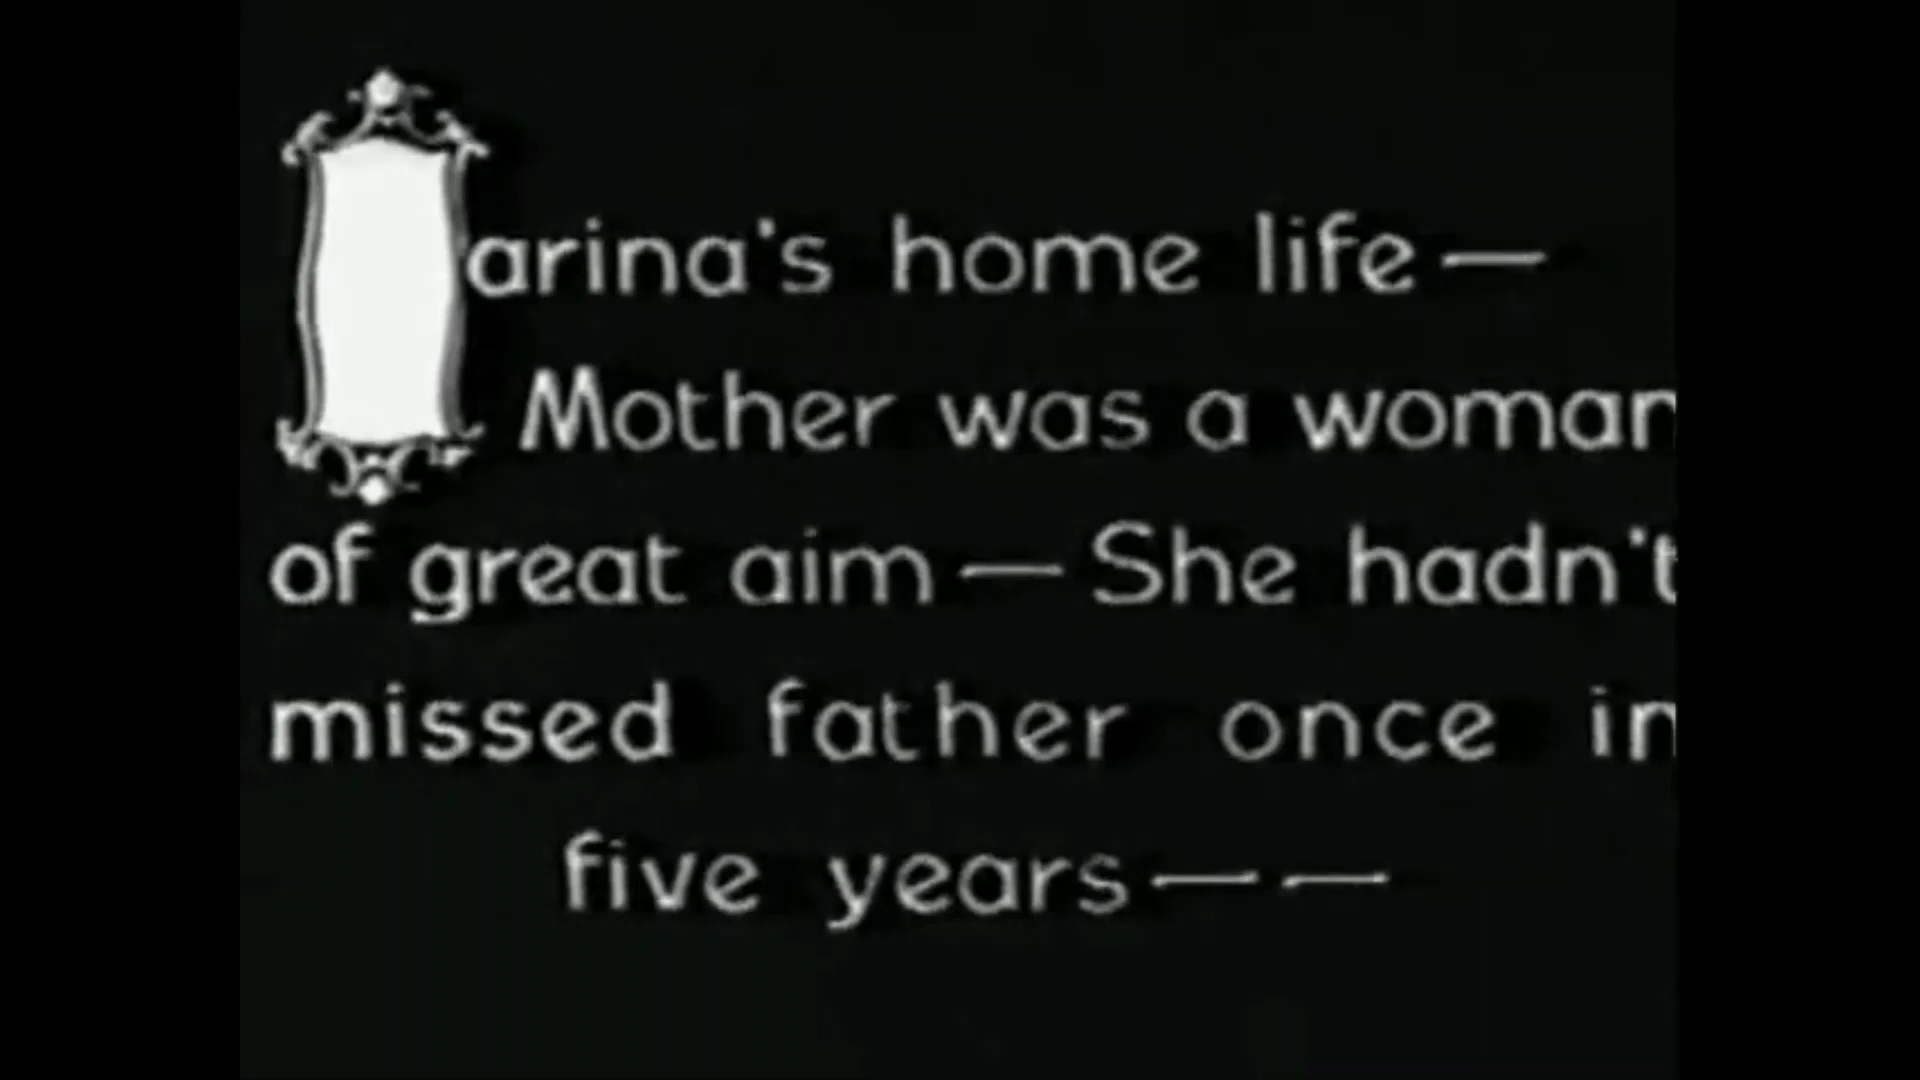 arina's home life —
Mother was a woman
of great aim — She hadn't
missed father once in
five years — —